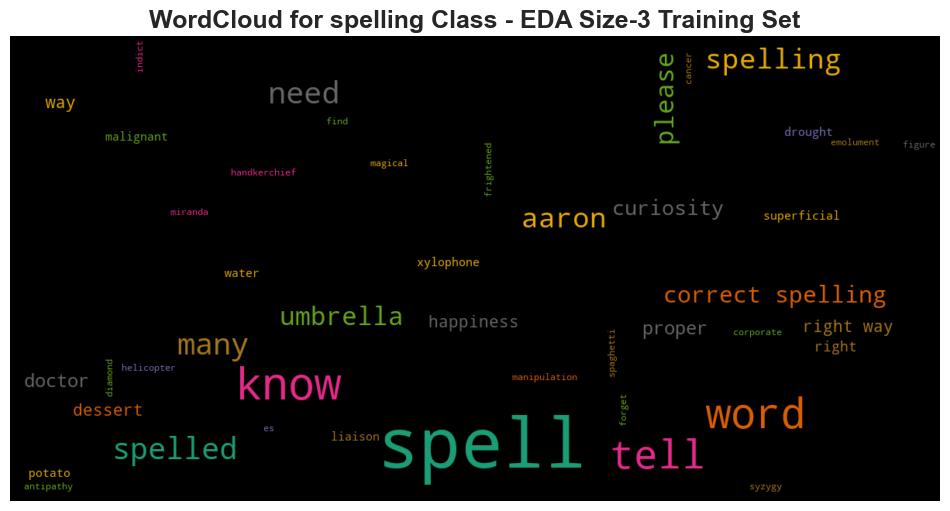 WordCloud for spelling Class - EDA Size-3 Training Set
indict
please
cancer
spelling
need
way
find
malignant
drought
emolument
figure
frightened
magical
handkerchief
miranda
aaron
curiosity
superficial
xylophone
water
correct spelling
umbrella
happiness
proper
corporate
right way
right
many
spaghetti
diamond
helicopter
know
manipulation
doctor
dessert
forget
word
spell
es
liaison
spelled
tell
potato
antipathy
syzygy